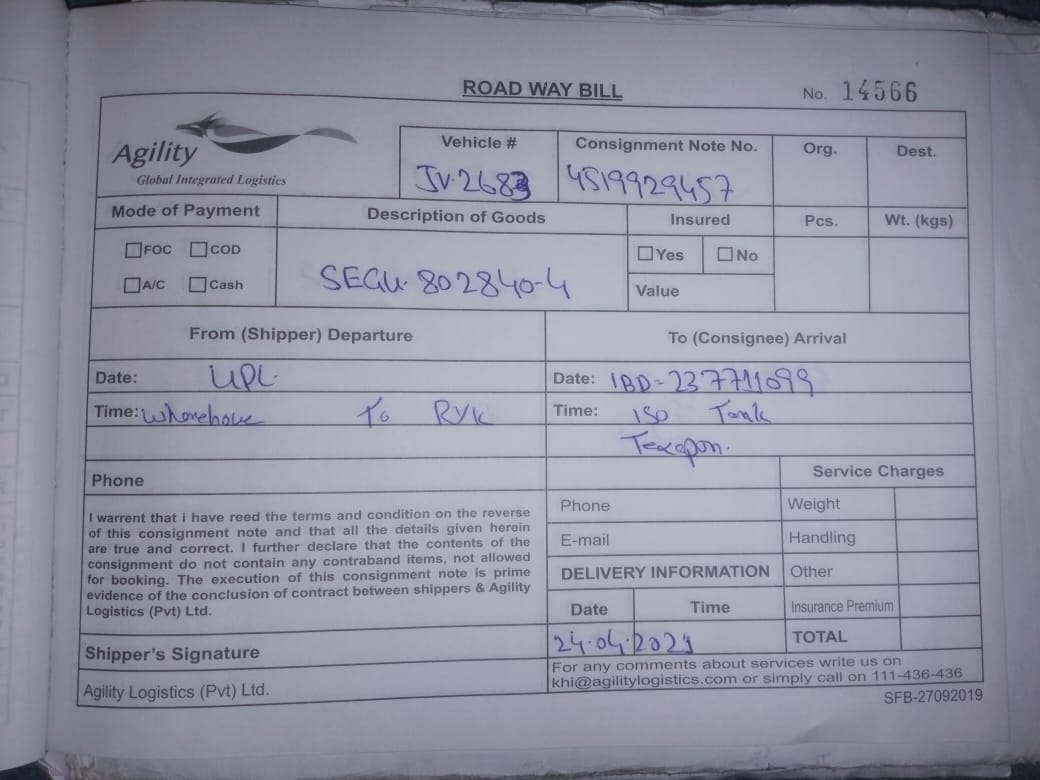 ROAD WAY BILL
No. 14566
Agility
Global Integrated Logistics
Vehicle #
JV.2683
Consignment Note No.
4519929457
Org.
Dest.
Mode of Payment
FOC COD
A/C Cash
Description of Goods
SEGU. 802840-4
Insured
Yes No
Value
Pcs.
Wt. (kgs)
From (Shipper) Departure
To (Consignee) Arrival
Date: UPL.
Date: IBD-237711099
Time: Wharehouse To RYK
Time: ISO Tank
Texapon.
Phone
Service Charges
I warrent that i have reed the terms and condition on the reverse
of this consignment note and that all the details given herein
are true and correct. I further declare that the contents of the
consignment do not contain any contraband items, not allowed
for booking. The execution of this consignment note is prime
evidence of the conclusion of contract between shippers & Agility
Logistics (Pvt) Ltd.
Phone
Weight
E-mail
Handling
DELIVERY INFORMATION
Other
Date Time
Insurance Premium
24.04.2021
TOTAL
Shipper's Signature
Agility Logistics (Pvt) Ltd.
For any comments about services write us on
khi@agilitylogistics.com or simply call on 111-436-436
SFB-27092019